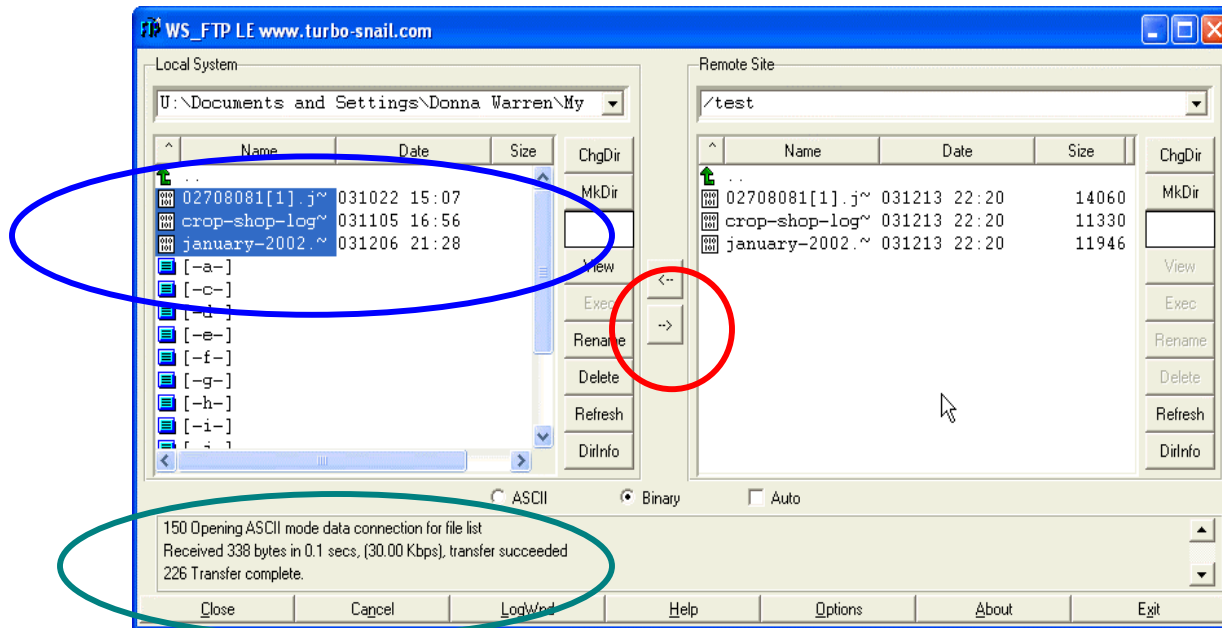 WS_FTP LE www.turbo-snail.com
Local System
Remote Site
U:\Documents and Settings\Donna Warren\My
/test
^ Name Date Size ChgDir
^ Name Date Size ChgDir
..
..
MkDir
MkDir
02708081[1].j~ 031022 15:07
02708081[1].j~ 031213 22:20 14060
crop-shop-log~ 031105 16:56
crop-shop-log~ 031213 22:20 11330
january-2002.~ 031206 21:28
january-2002.~ 031213 22:20 11946
[-a-]
View
View
[-c-]
<--
[-d-]
Exec
Exec
-->
[-e-]
Rename
Rename
[-f-]
[-g-]
Delete
Delete
[-h-]
Refresh
Refresh
[-i-]
DirInfo
DirInfo
ASCII Binary Auto
150 Opening ASCII mode data connection for file list
Received 338 bytes in 0.1 secs, (30.00 Kbps), transfer succeeded
226 Transfer complete.
Close Cancel LogWnd Help Options About Exit